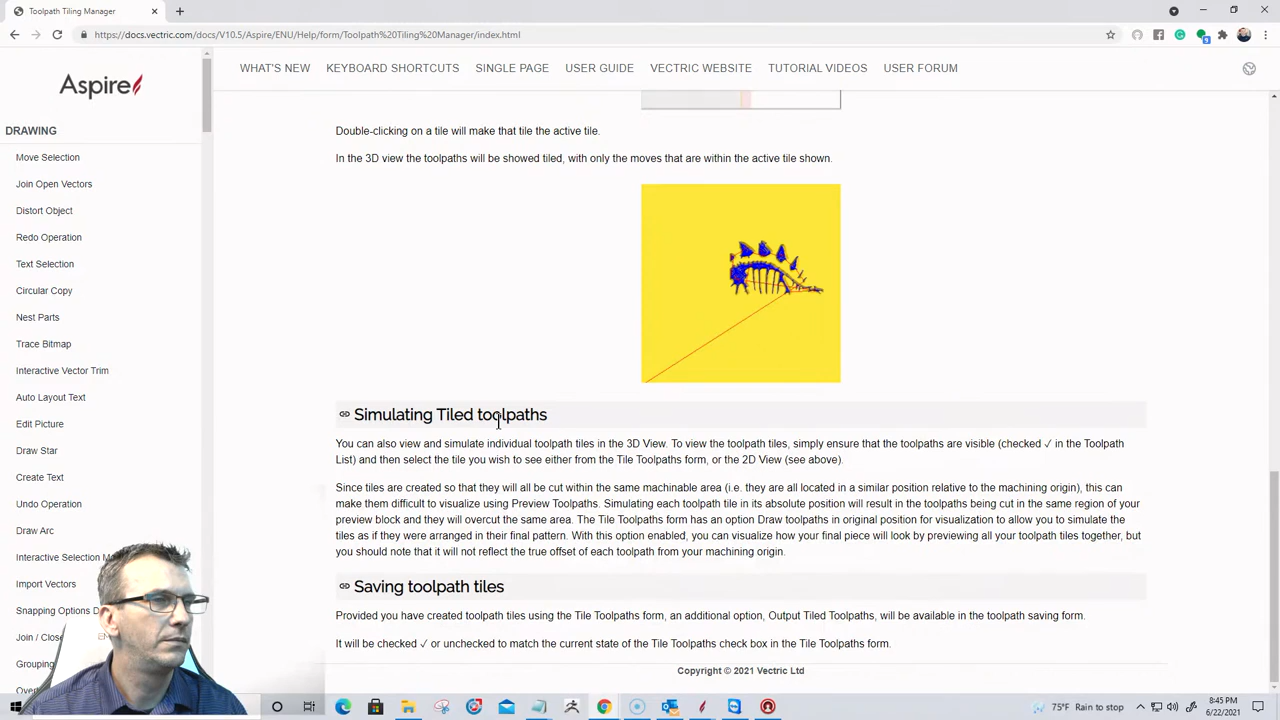 Toolpath Tiling Manager
https://docs.vectric.com/docs/V10.5/Aspire/ENU/Help/form/Toolpath%20Tiling%20Manager/index.html
Aspire
WHAT'S NEW KEYBOARD SHORTCUTS SINGLE PAGE USER GUIDE VECTRIC WEBSITE TUTORIAL VIDEOS USER FORUM
DRAWING
Move Selection
Join Open Vectors
Distort Object
Redo Operation
Text Selection
Circular Copy
Nest Parts
Trace Bitmap
Interactive Vector Trim
Auto Layout Text
Edit Picture
Draw Star
Create Text
Undo Operation
Draw Arc
Interactive Selection M
Import Vectors
Snapping Options D
Join / Close
Grouping
Double-clicking on a tile will make that tile the active tile.
In the 3D view the toolpaths will be showed tiled, with only the moves that are within the active tile shown.
Simulating Tiled toolpaths
You can also view and simulate individual toolpath tiles in the 3D View. To view the toolpath tiles, simply ensure that the toolpaths are visible (checked ✓ in the Toolpath
List) and then select the tile you wish to see either from the Tile Toolpaths form, or the 2D View (see above).
Since tiles are created so that they will all be cut within the same machinable area (i.e. they are all located in a similar position relative to the machining origin), this can
make them difficult to visualize using Preview Toolpaths. Simulating each toolpath tile in its absolute position will result in the toolpaths being cut in the same region of your
preview block and they will overcut the same area. The Tile Toolpaths form has an option Draw toolpaths in original position for visualization to allow you to simulate the
tiles as if they were arranged in their final pattern. With this option enabled, you can visualize how your final piece will look by previewing all your toolpath tiles together, but
you should note that it will not reflect the true offset of each toolpath from your machining origin.
Saving toolpath tiles
Provided you have created toolpath tiles using the Tile Toolpaths form, an additional option, Output Tiled Toolpaths, will be available in the toolpath saving form.
It will be checked ✓ or unchecked to match the current state of the Tile Toolpaths check box in the Tile Toolpaths form.
Copyright © 2021 Vectric Ltd
75°F Rain to stop
8:45 PM
6/22/2021